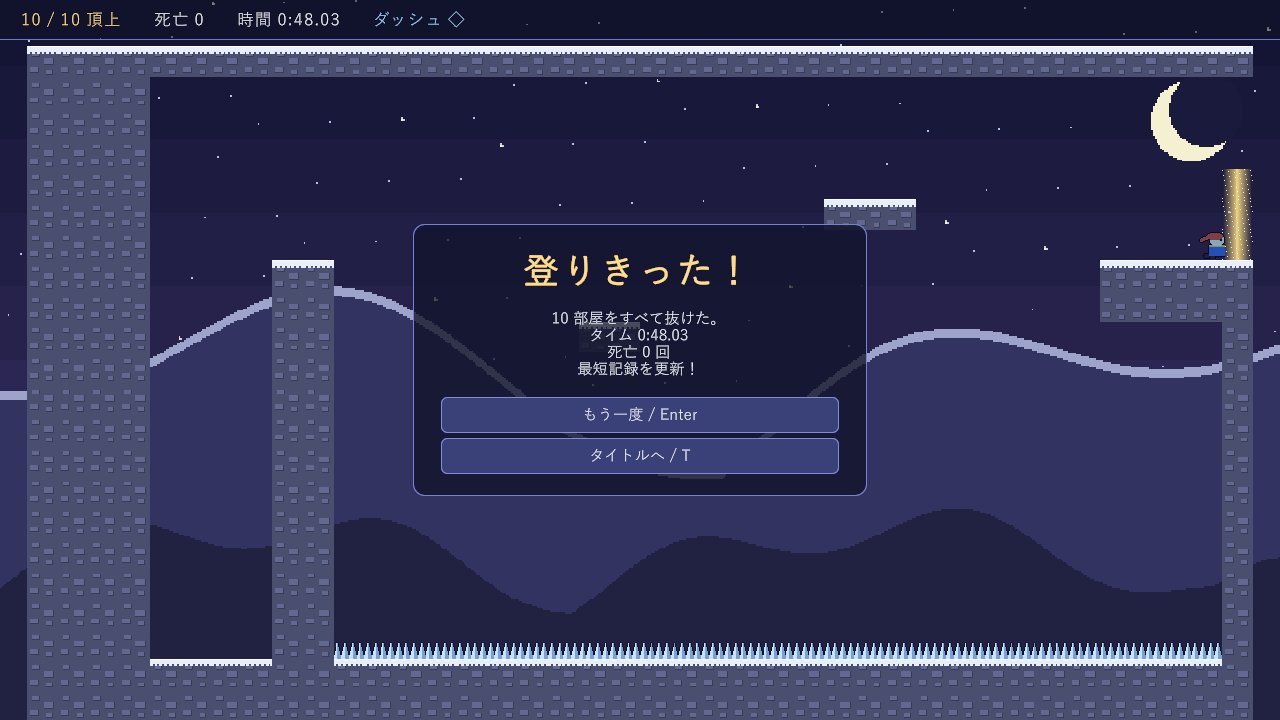 10 / 10 頂上 死亡 0 時間 0:48.03 ダッシュ ◇
登りきった！
10 部屋をすべて抜けた。
タイム 0:48.03
死亡 0 回
最短記録を更新！
もう一度 / Enter
タイトルへ / T